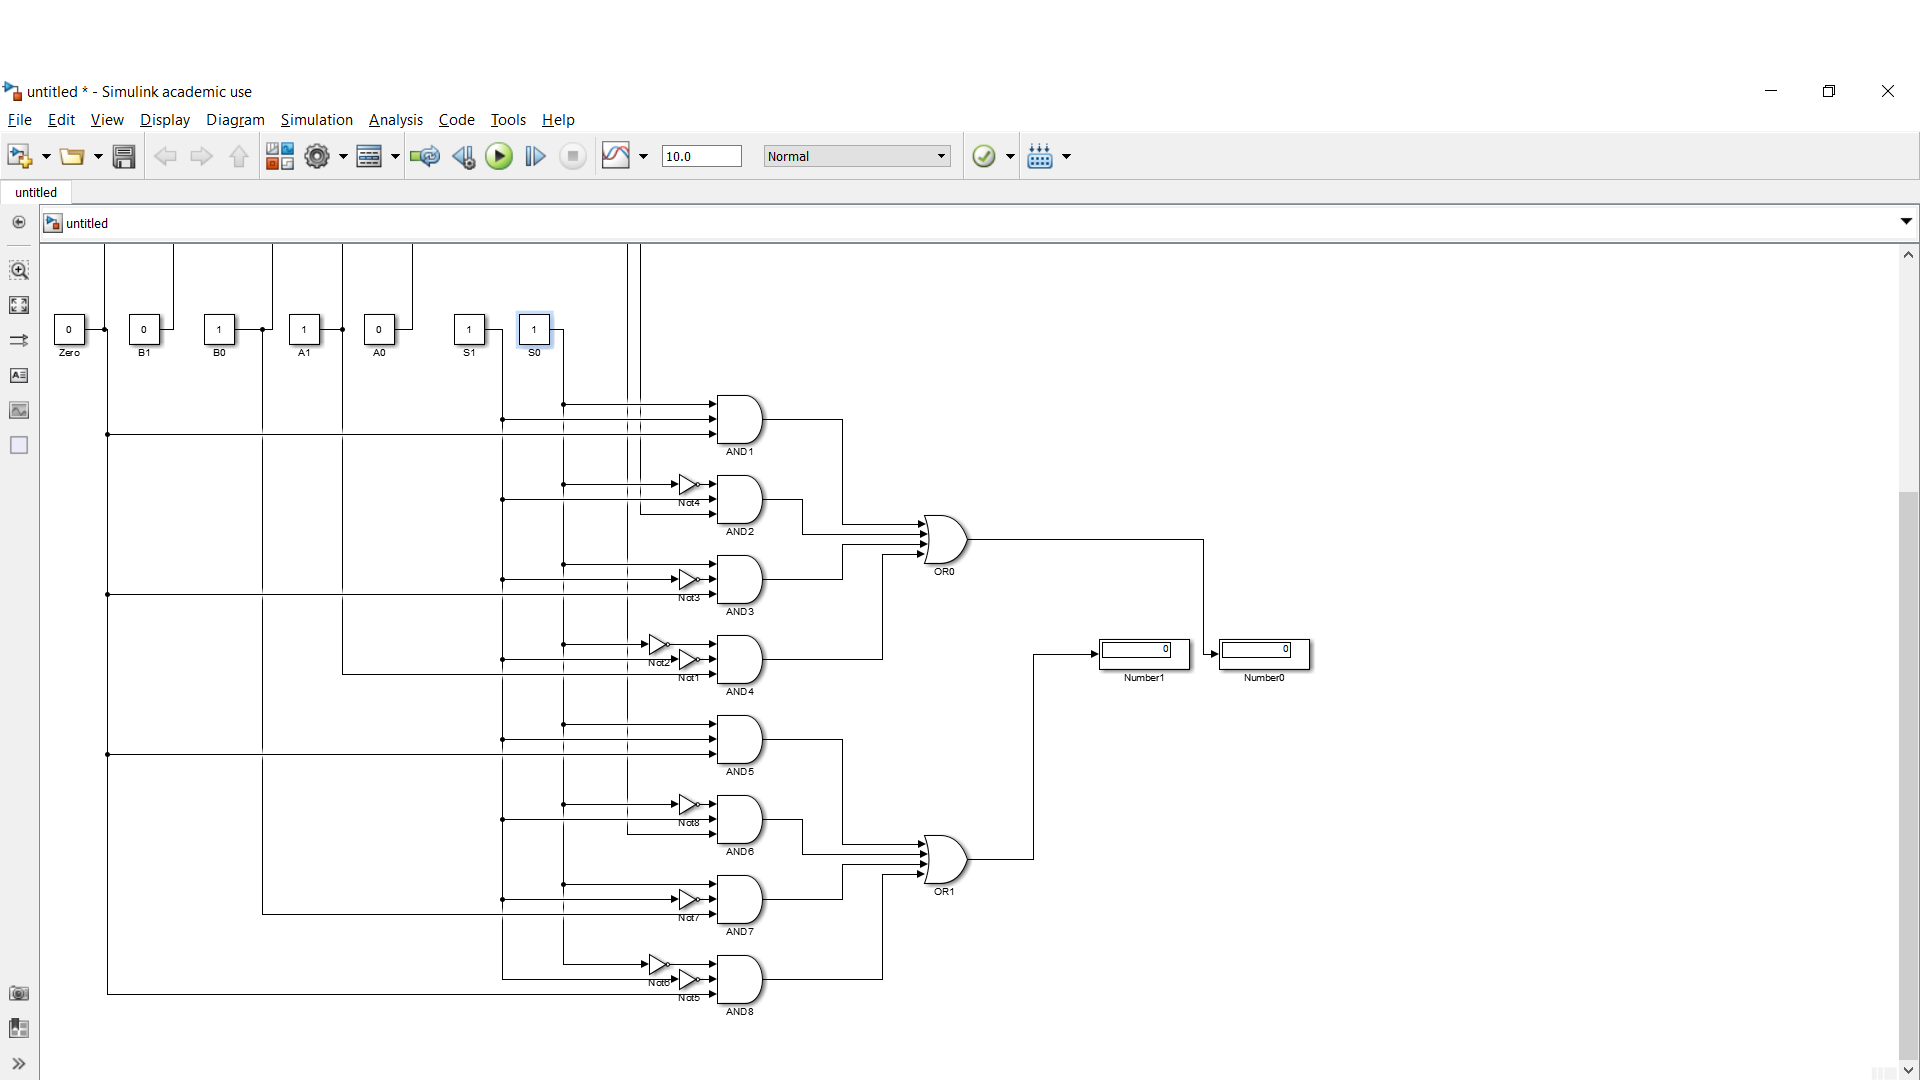 untitled * - Simulink academic use
File Edit View Display Diagram Simulation Analysis Code Tools Help
10.0 Normal
untitled
untitled
0 0 1 1 0 1 1
Zero B1 B0 A1 A0 S1 S0
AND1
Not4
AND2
OR0
Not3
AND3
0 0
Not2
Not1
Number1 Number0
AND4
AND5
Not8
AND6
OR1
Not7
AND7
Not6
Not5
AND8